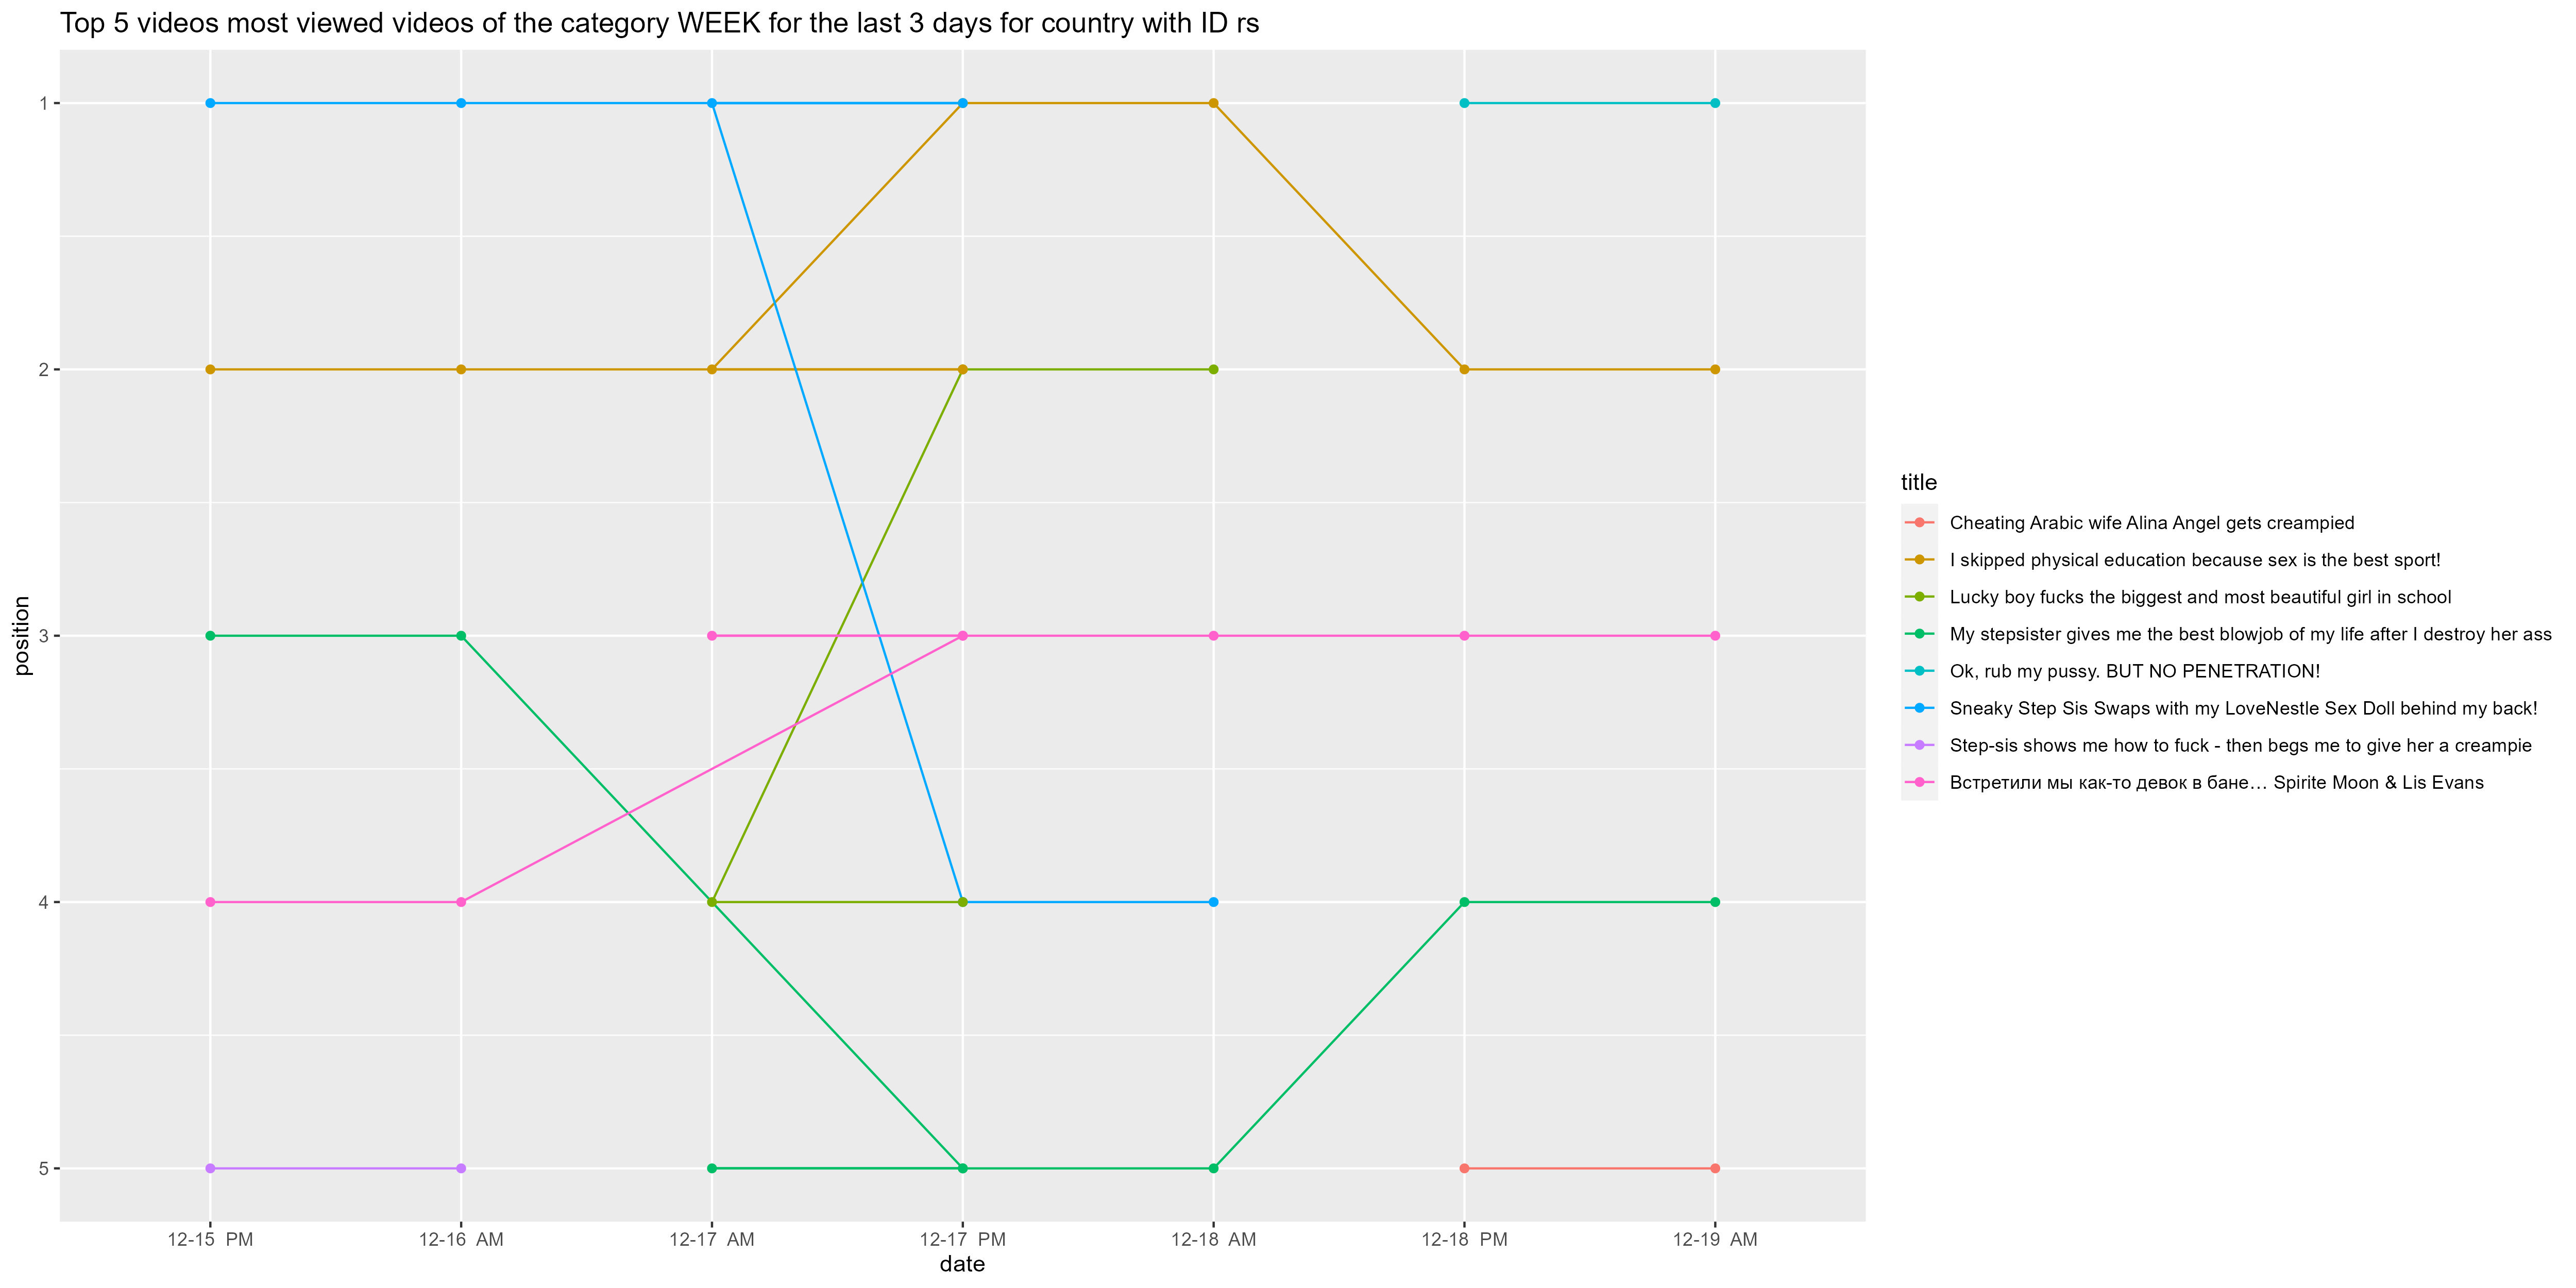 Top 5 videos most viewed videos of the category WEEK for the last 3 days for country with ID rs
1
2
3
4
5
position
12-15 PM
12-16 AM
12-17 AM
12-17 PM
12-18 AM
12-18 PM
12-19 AM
date
title
Cheating Arabic wife Alina Angel gets creampied
I skipped physical education because sex is the best sport!
Lucky boy fucks the biggest and most beautiful girl in school
My stepsister gives me the best blowjob of my life after I destroy her ass
Ok, rub my pussy. BUT NO PENETRATION!
Sneaky Step Sis Swaps with my LoveNestle Sex Doll behind my back!
Step-sis shows me how to fuck - then begs me to give her a creampie
Встретили мы как-то девок в бане… Spirite Moon & Lis Evans